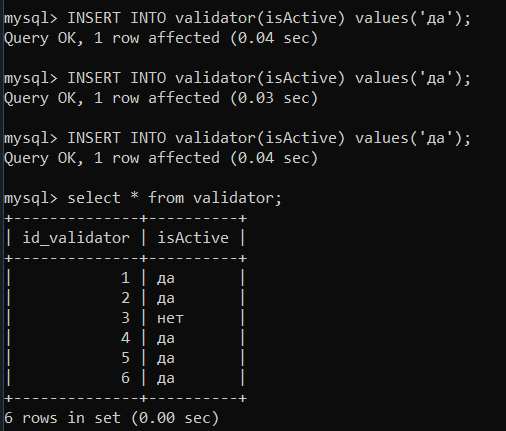 mysql> INSERT INTO validator(isActive) values('да');
Query OK, 1 row affected (0.04 sec)
mysql> INSERT INTO validator(isActive) values('да');
Query OK, 1 row affected (0.03 sec)
mysql> INSERT INTO validator(isActive) values('да');
Query OK, 1 row affected (0.04 sec)
mysql> select * from validator;
+--------------+----------+
| id_validator | isActive |
+--------------+----------+
|            1 | да       |
|            2 | да       |
|            3 | нет      |
|            4 | да       |
|            5 | да       |
|            6 | да       |
+--------------+----------+
6 rows in set (0.00 sec)